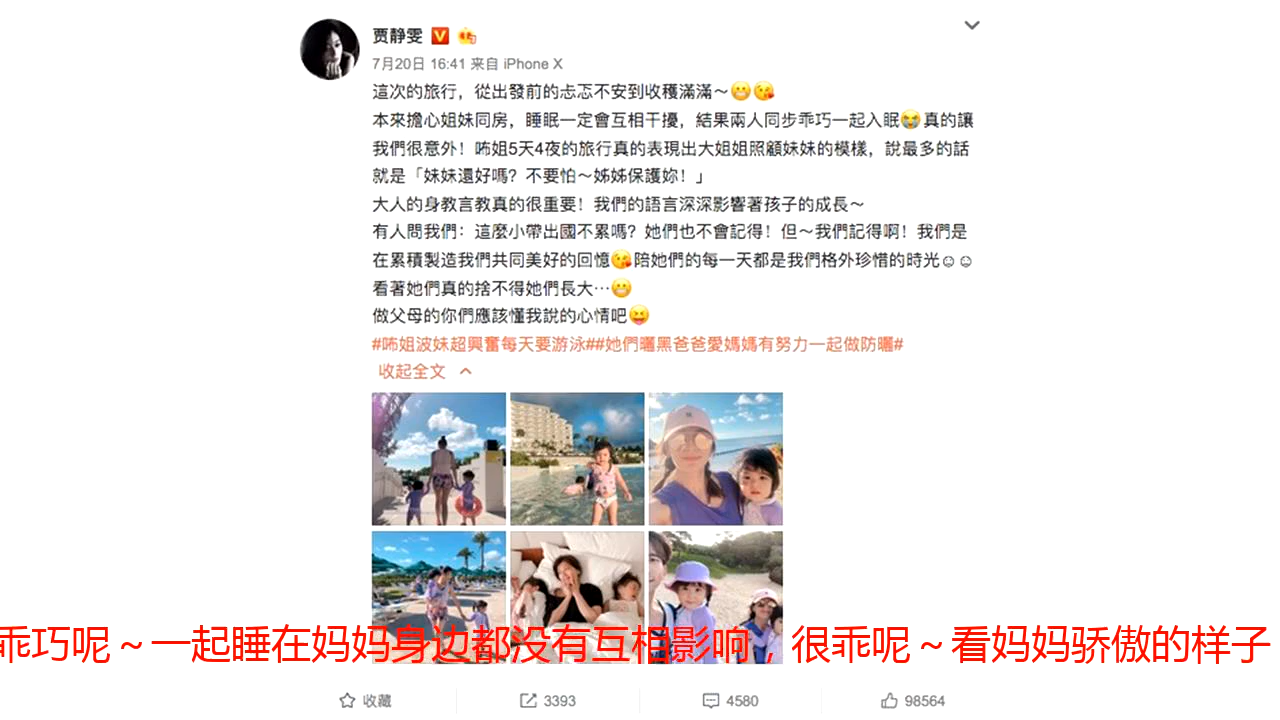 贾静雯
7月20日 16:41 来自 iPhone X
這次的旅行，從出發前的忐忑不安到收穫滿滿～😬😘
本來擔心姐妹同房，睡眠一定會互相干擾，結果兩人同步乖巧一起入眠😭真的讓
我們很意外！咘姐5天4夜的旅行真的表現出大姐姐照顧妹妹的模樣，說最多的話
就是「妹妹還好嗎？不要怕～姊姊保護妳！」
大人的身教言教真的很重要！我們的語言深深影響著孩子的成長～
有人問我們：這麼小帶出國不累嗎？她們也不會記得！但～我們記得啊！我們是
在累積製造我們共同美好的回憶😘陪她們的每一天都是我們格外珍惜的時光☺☺
看著她們真的捨不得她們長大⋯😬
做父母的你們應該懂我說的心情吧😝
#咘姐波妹超興奮每天要游泳##她們曬黑爸爸愛媽媽有努力一起做防曬#
收起全文
乖巧呢～一起睡在妈妈身边都没有互相影响，很乖呢～看妈妈骄傲的样子
收藏
3393
4580
98564